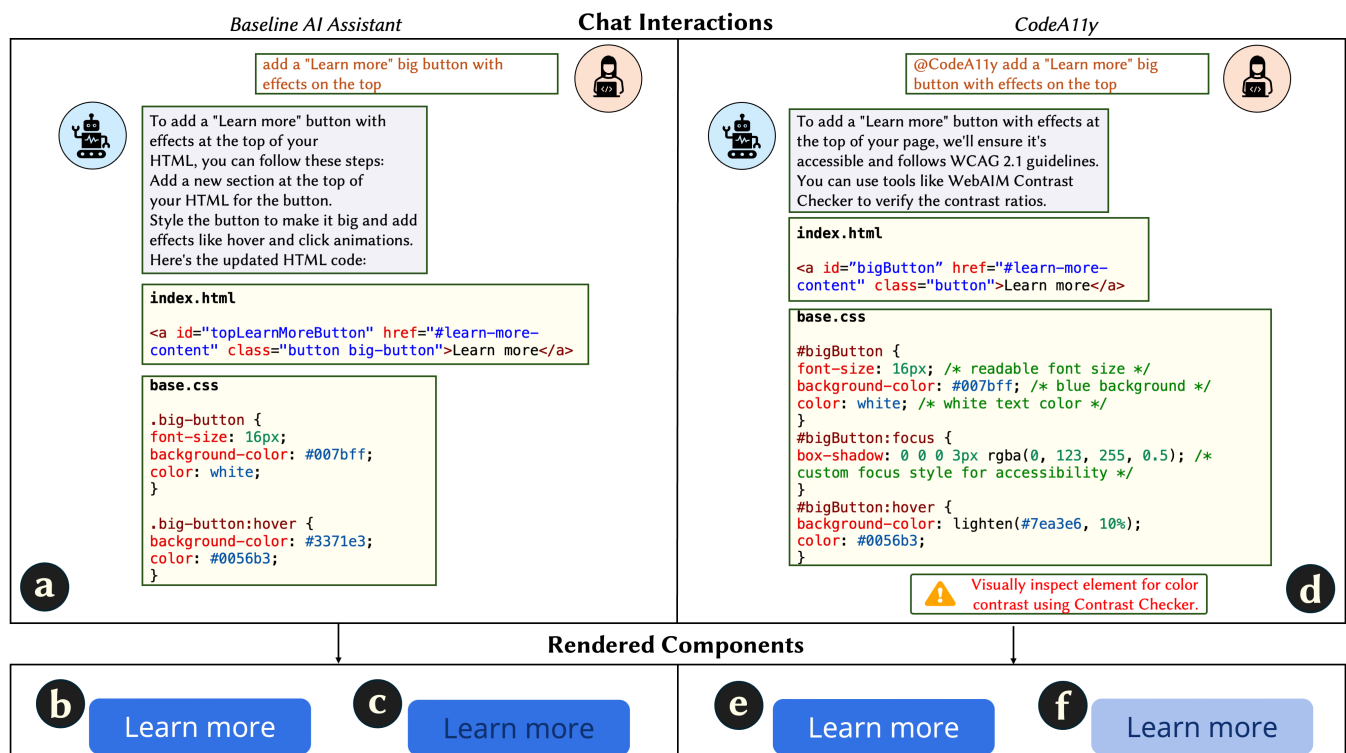 Baseline AI Assistant
Chat Interactions
CodeA11y
add a "Learn more" big button with
effects on the top
To add a "Learn more" button with
effects at the top of your
HTML, you can follow these steps:
Add a new section at the top of
your HTML for the button.
Style the button to make it big and add
effects like hover and click animations.
Here's the updated HTML code:
index.html
<a id="topLearnMoreButton" href="#learn-more-
content" class="button big-button">Learn more</a>
base.css
.big-button {
font-size: 16px;
background-color: #007bff;
color: white;
}
.big-button:hover {
background-color: #3371e3;
color: #0056b3;
}
a
@CodeA11y add a "Learn more" big
button with effects on the top
To add a "Learn more" button with effects at
the top of your page, we'll ensure it's
accessible and follows WCAG 2.1 guidelines.
You can use tools like WebAIM Contrast
Checker to verify the contrast ratios.
index.html
<a id=”bigButton” href="#learn-more-
content" class="button">Learn more</a>
base.css
#bigButton {
font-size: 16px; /* readable font size */
background-color: #007bff; /* blue background */
color: white; /* white text color */
}
#bigButton:focus {
box-shadow: 0 0 0 3px rgba(0, 123, 255, 0.5); /*
custom focus style for accessibility */
}
#bigButton:hover {
background-color: lighten(#7ea3e6, 10%);
color: #0056b3;
}
Visually inspect element for color
contrast using Contrast Checker.
d
Rendered Components
b
Learn more
c
Learn more
e
Learn more
f
Learn more